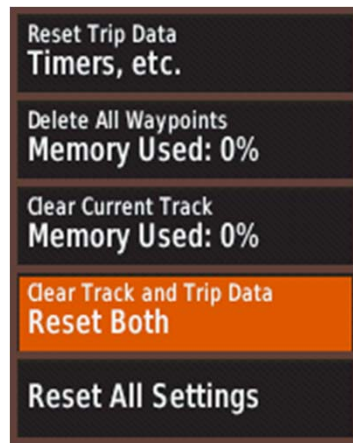 Reset Trip Data
Timers, etc.
Delete All Waypoints
Memory Used: 0%
Clear Current Track
Memory Used: 0%
Clear Track and Trip Data
Reset Both
Reset All Settings